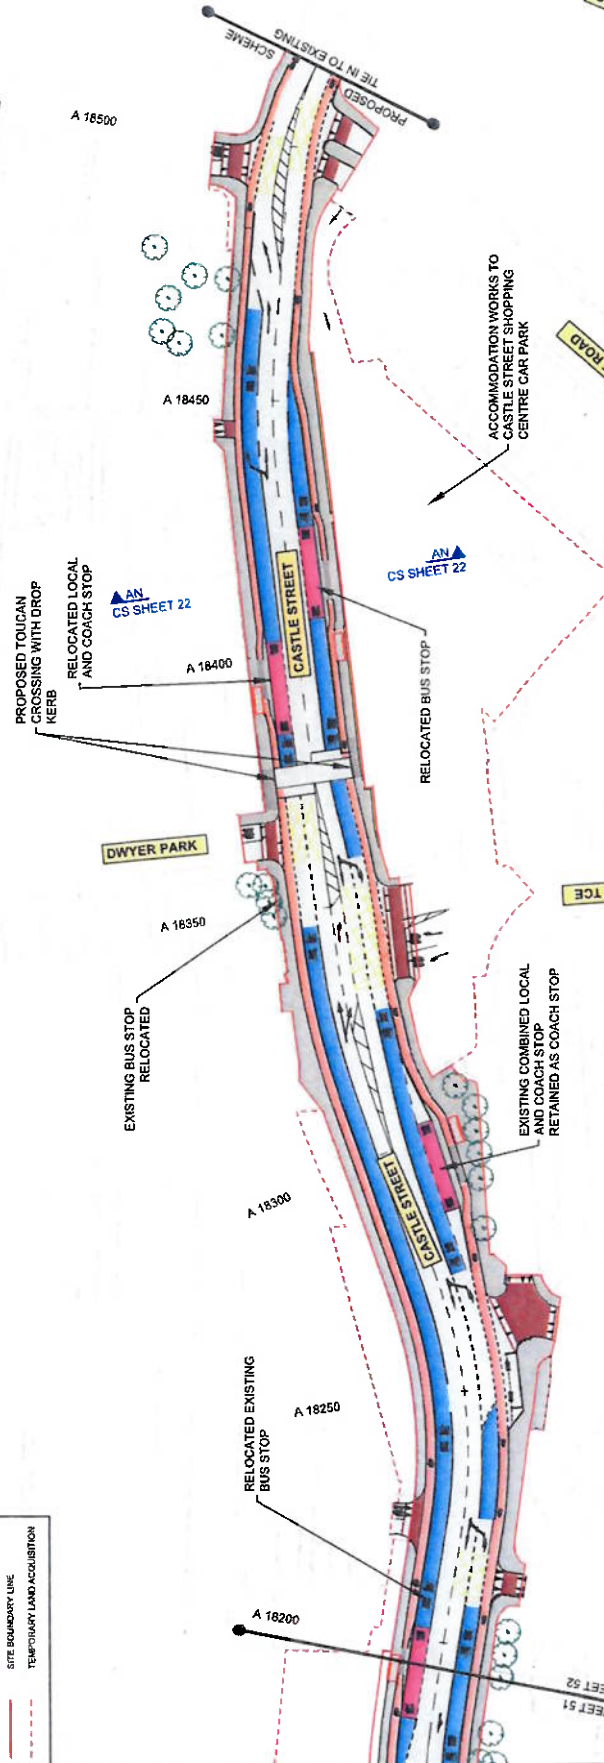 PROPOSED
TIE IN TO EXISTING
SCHEME
A 18500
ACCOMMODATION WORKS TO
CASTLE STREET SHOPPING
CENTRE CAR PARK
ROAD
A 18450
AN
CS SHEET 22
AN
CS SHEET 22
PROPOSED TOUCAN
CROSSING WITH DROP
KERB
RELOCATED LOCAL
AND COACH STOP
CASTLE STREET
A 18400
RELOCATED BUS STOP
DWYER PARK
TCE
A 18350
EXISTING BUS STOP
RELOCATED
EXISTING COMBINED LOCAL
AND COACH STOP
RETAINED AS COACH STOP
CASTLE STREET
A 18300
A 18250
RELOCATED EXISTING
BUS STOP
A 18200
SITE BOUNDARY LINE
TEMPORARY LAND ACQUISITION
EET 52
EET 51